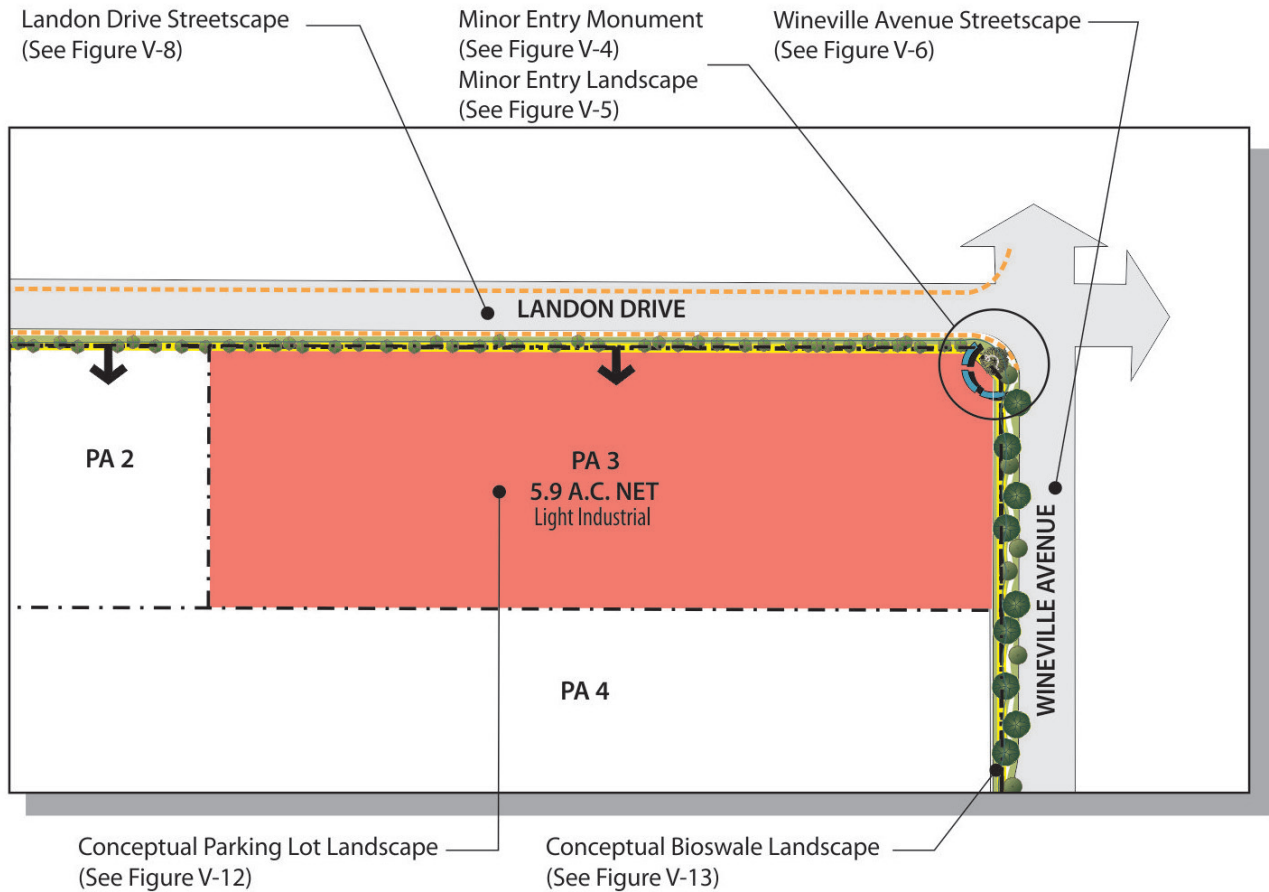 Landon Drive Streetscape
(See Figure V-8)
Minor Entry Monument
(See Figure V-4)
Minor Entry Landscape
(See Figure V-5)
Wineville Avenue Streetscape
(See Figure V-6)
LANDON DRIVE
PA 2
PA 3
5.9 A.C. NET
Light Industrial
WINEVILLE AVENUE
PA 4
Conceptual Parking Lot Landscape
(See Figure V-12)
Conceptual Bioswale Landscape
(See Figure V-13)